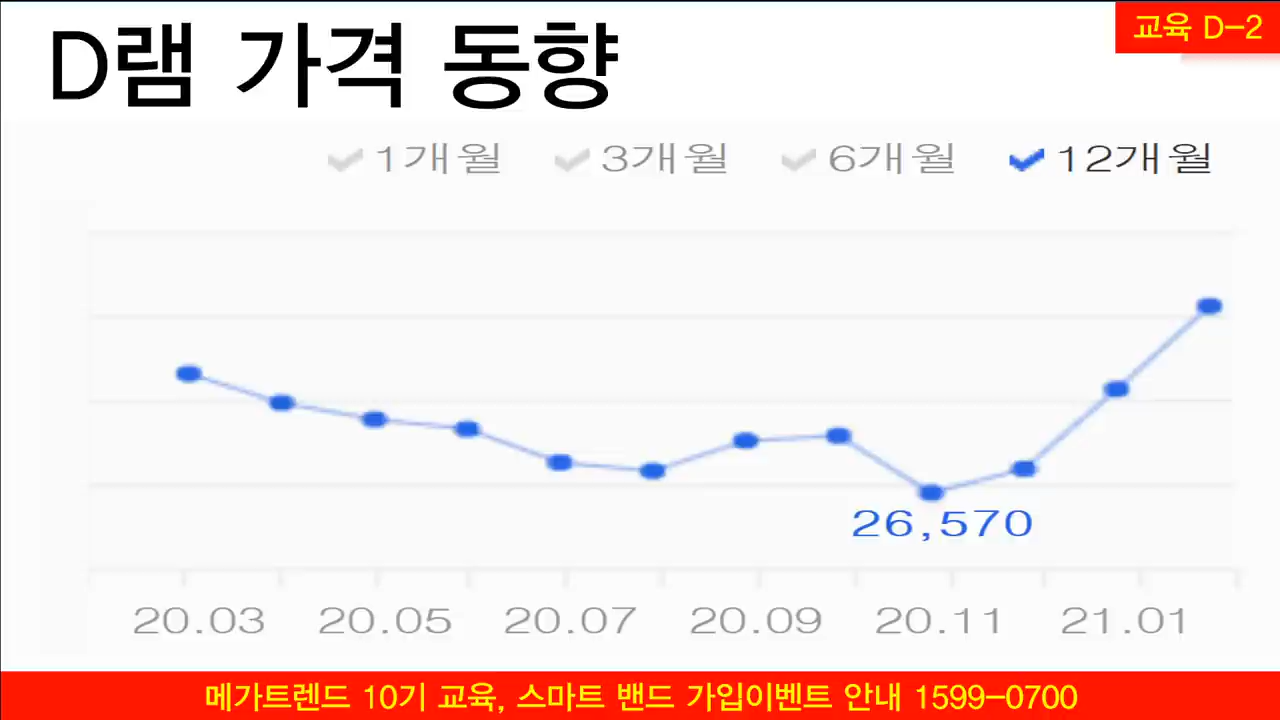 D램 가격 동향
교육 D-2
1개월 3개월 6개월 12개월
26,570
20.03 20.05 20.07 20.09 20.11 21.01
메가트렌드 10기 교육, 스마트 밴드 가입이벤트 안내 1599-0700